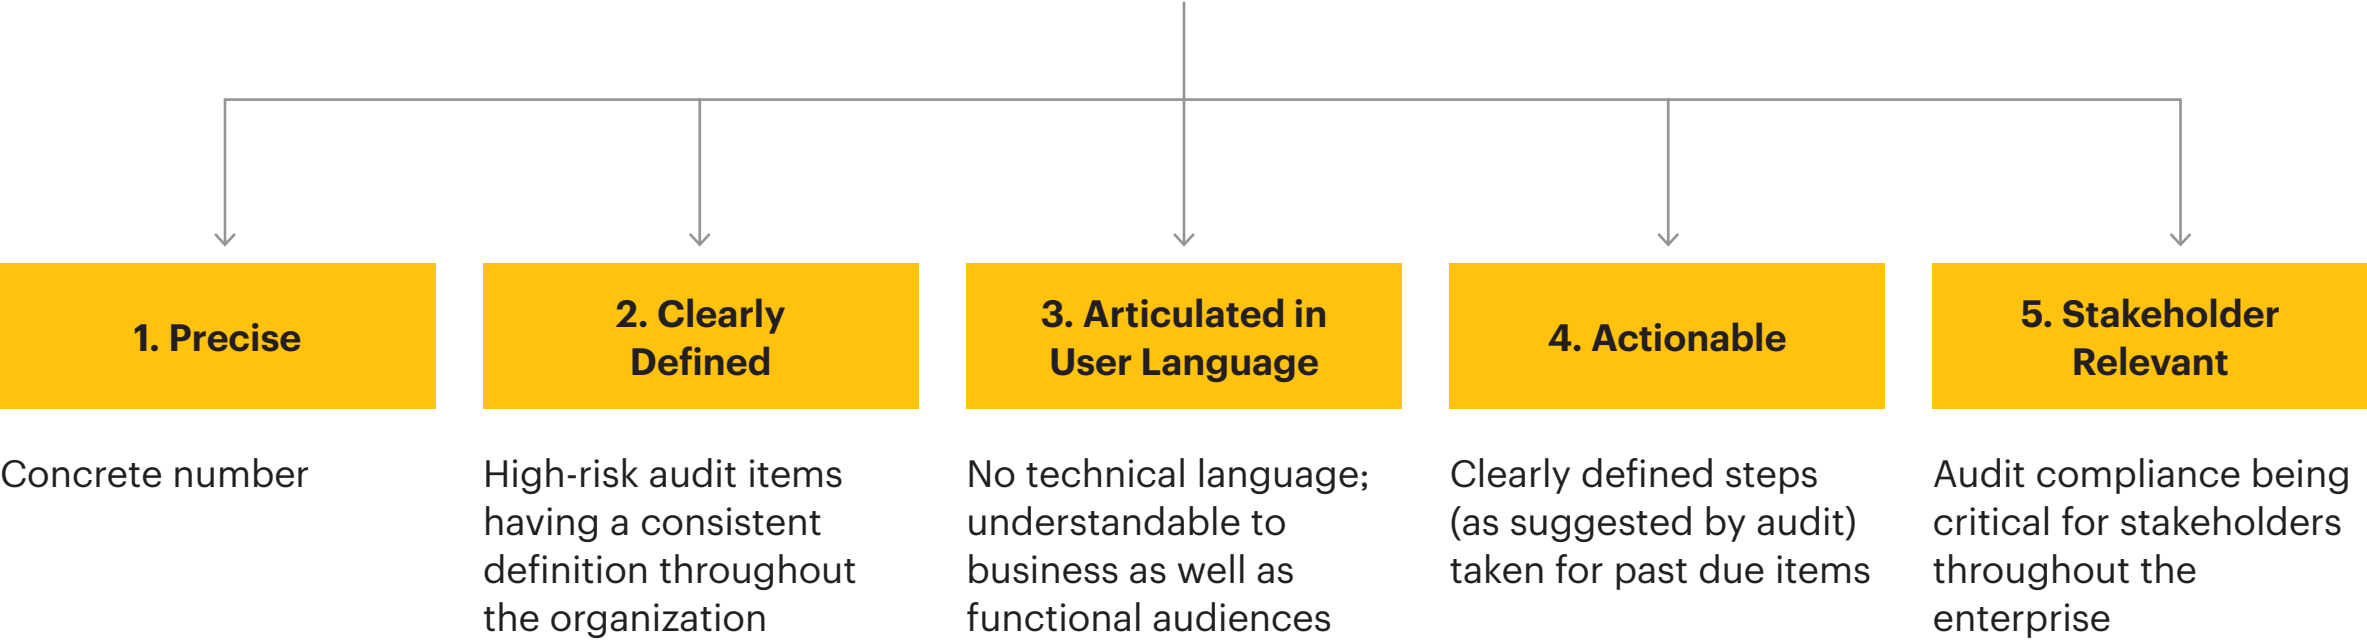 1. Precise
Concrete number
2. Clearly
Defined
High-risk audit items
having a consistent
definition throughout
the organization
3. Articulated in
User Language
No technical language;
understandable to
business as well as
functional audiences
4. Actionable
Clearly defined steps
(as suggested by audit)
taken for past due items
5. Stakeholder
Relevant
Audit compliance being
critical for stakeholders
throughout the
enterprise